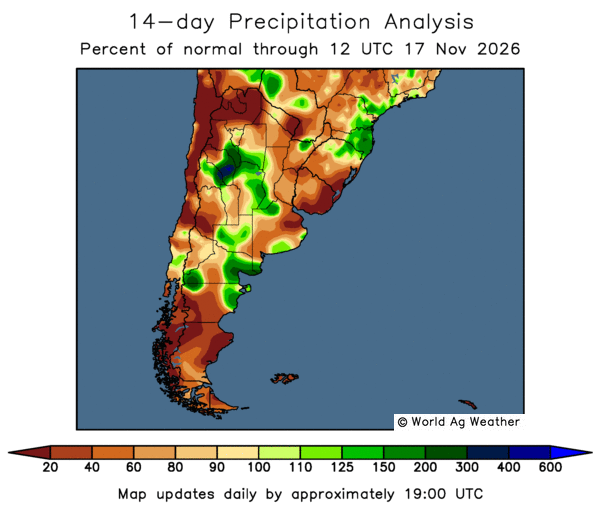 14-day Precipitation Analysis
Percent of normal through 12 UTC 17 Nov 2026
© World Ag Weather
20 40 60 80 90 100 110 125 150 200 300 400 600
Map updates daily by approximately 19:00 UTC